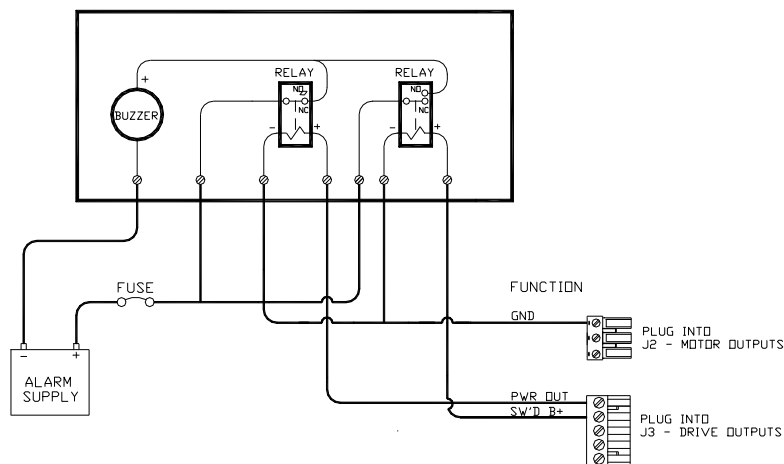 RELAY
RELAY
NO
NO
+
BUZZER
NC
NC
-
+
-
+
FUSE
FUNCTION
GND
PLUG INTO
J2 - MOTOR OUTPUTS
-
+
ALARM
SUPPLY
PWR OUT
SW'D B+
PLUG INTO
J3 - DRIVE OUTPUTS